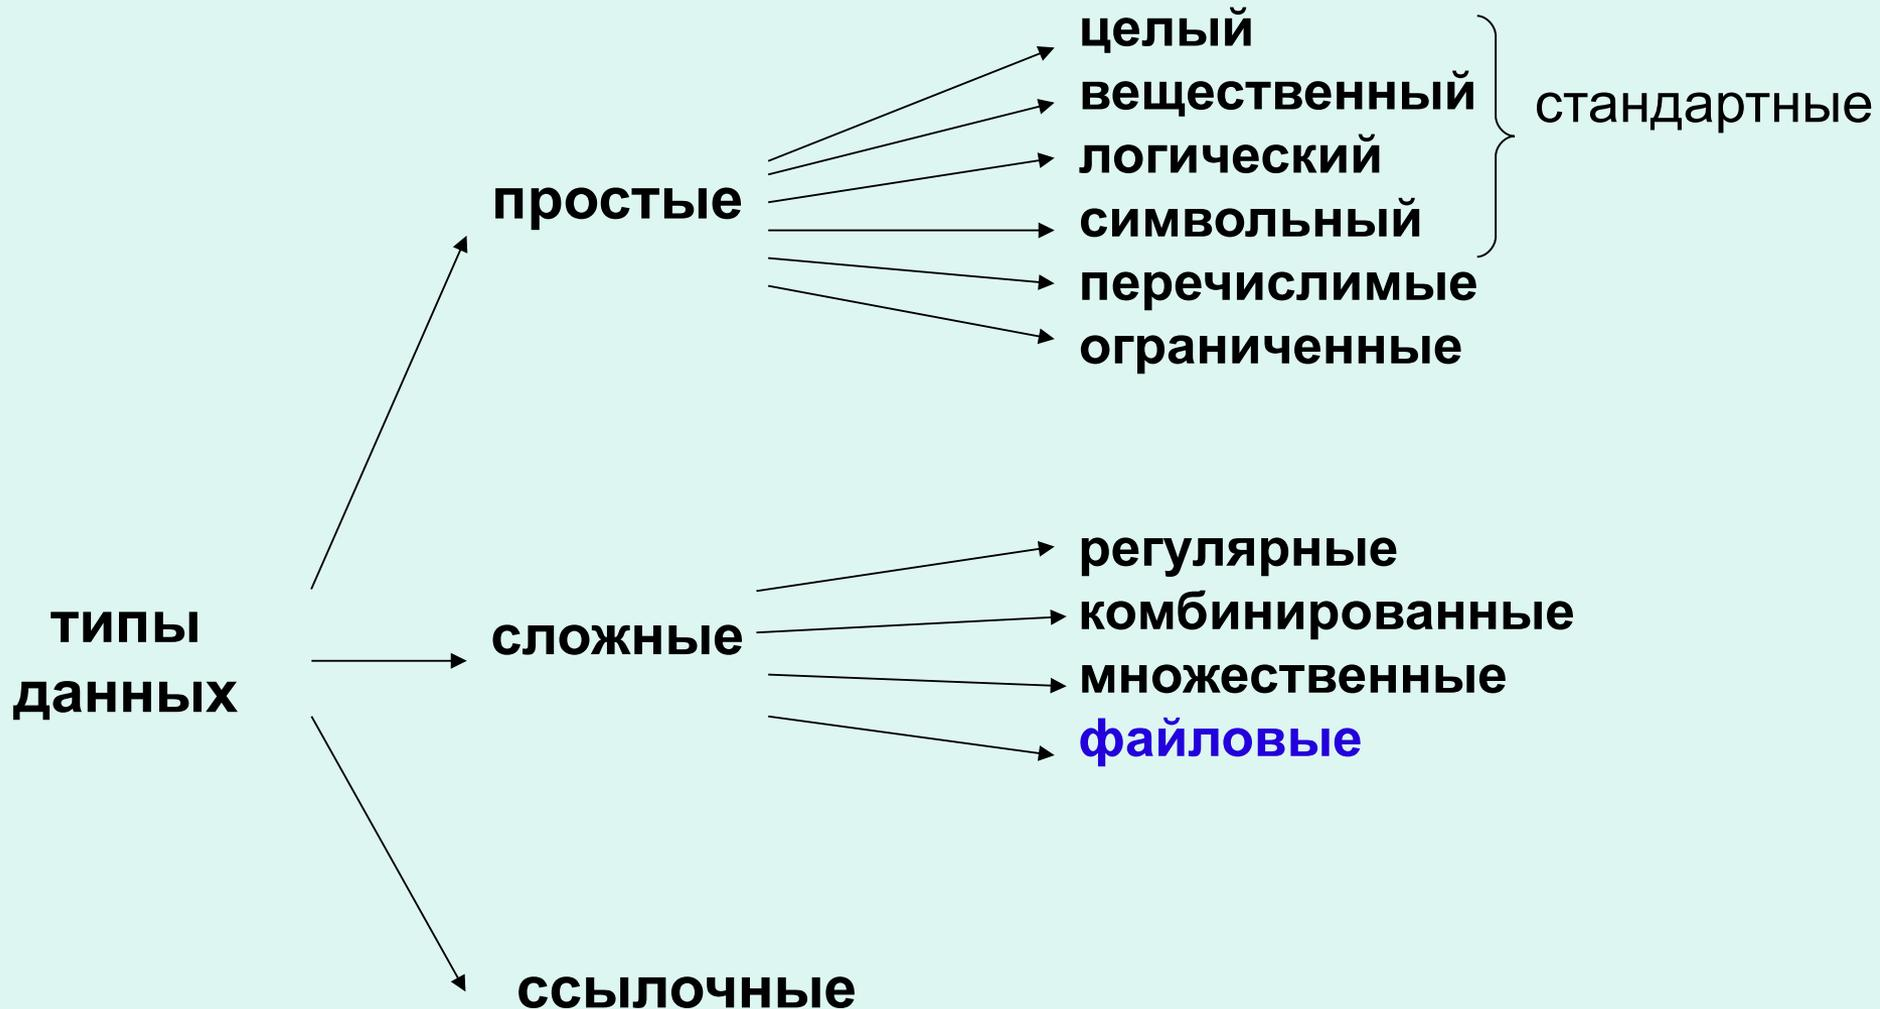 целый
вещественный
логический
символьный
перечислимые
ограниченные
стандартные
простые
регулярные
комбинированные
множественные
файловые
сложные
типы
данных
ссылочные